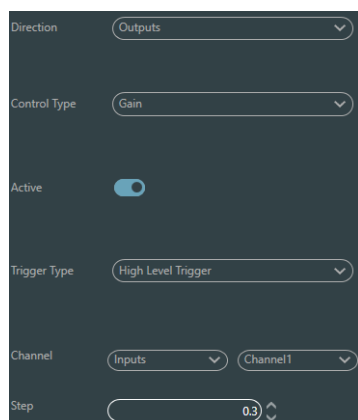 Direction Outputs
Control Type Gain
Active
Trigger Type High Level Trigger
Channel Inputs Channel1
Step 0.3